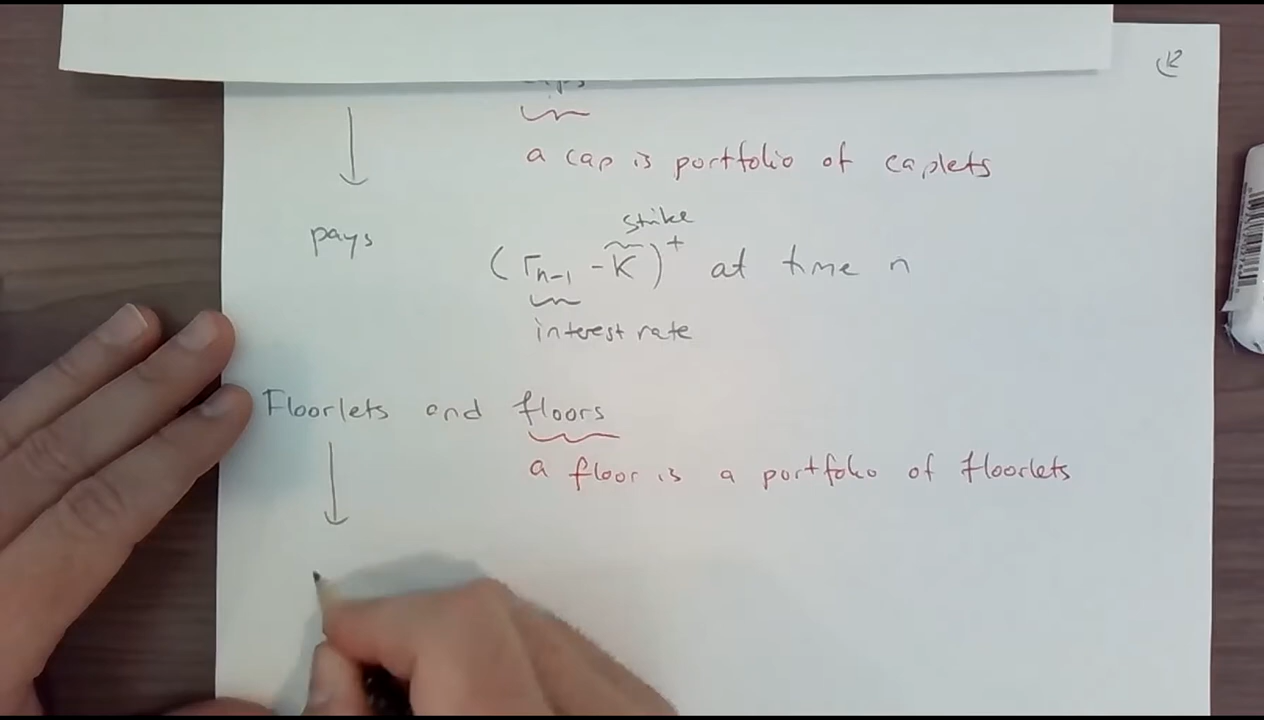 12
a cap is portfolio of caplets
strike
pays (r_{n-1} - K)^+ at time n
interest rate
Floorlets and floors
a floor is a portfolio of floorlets